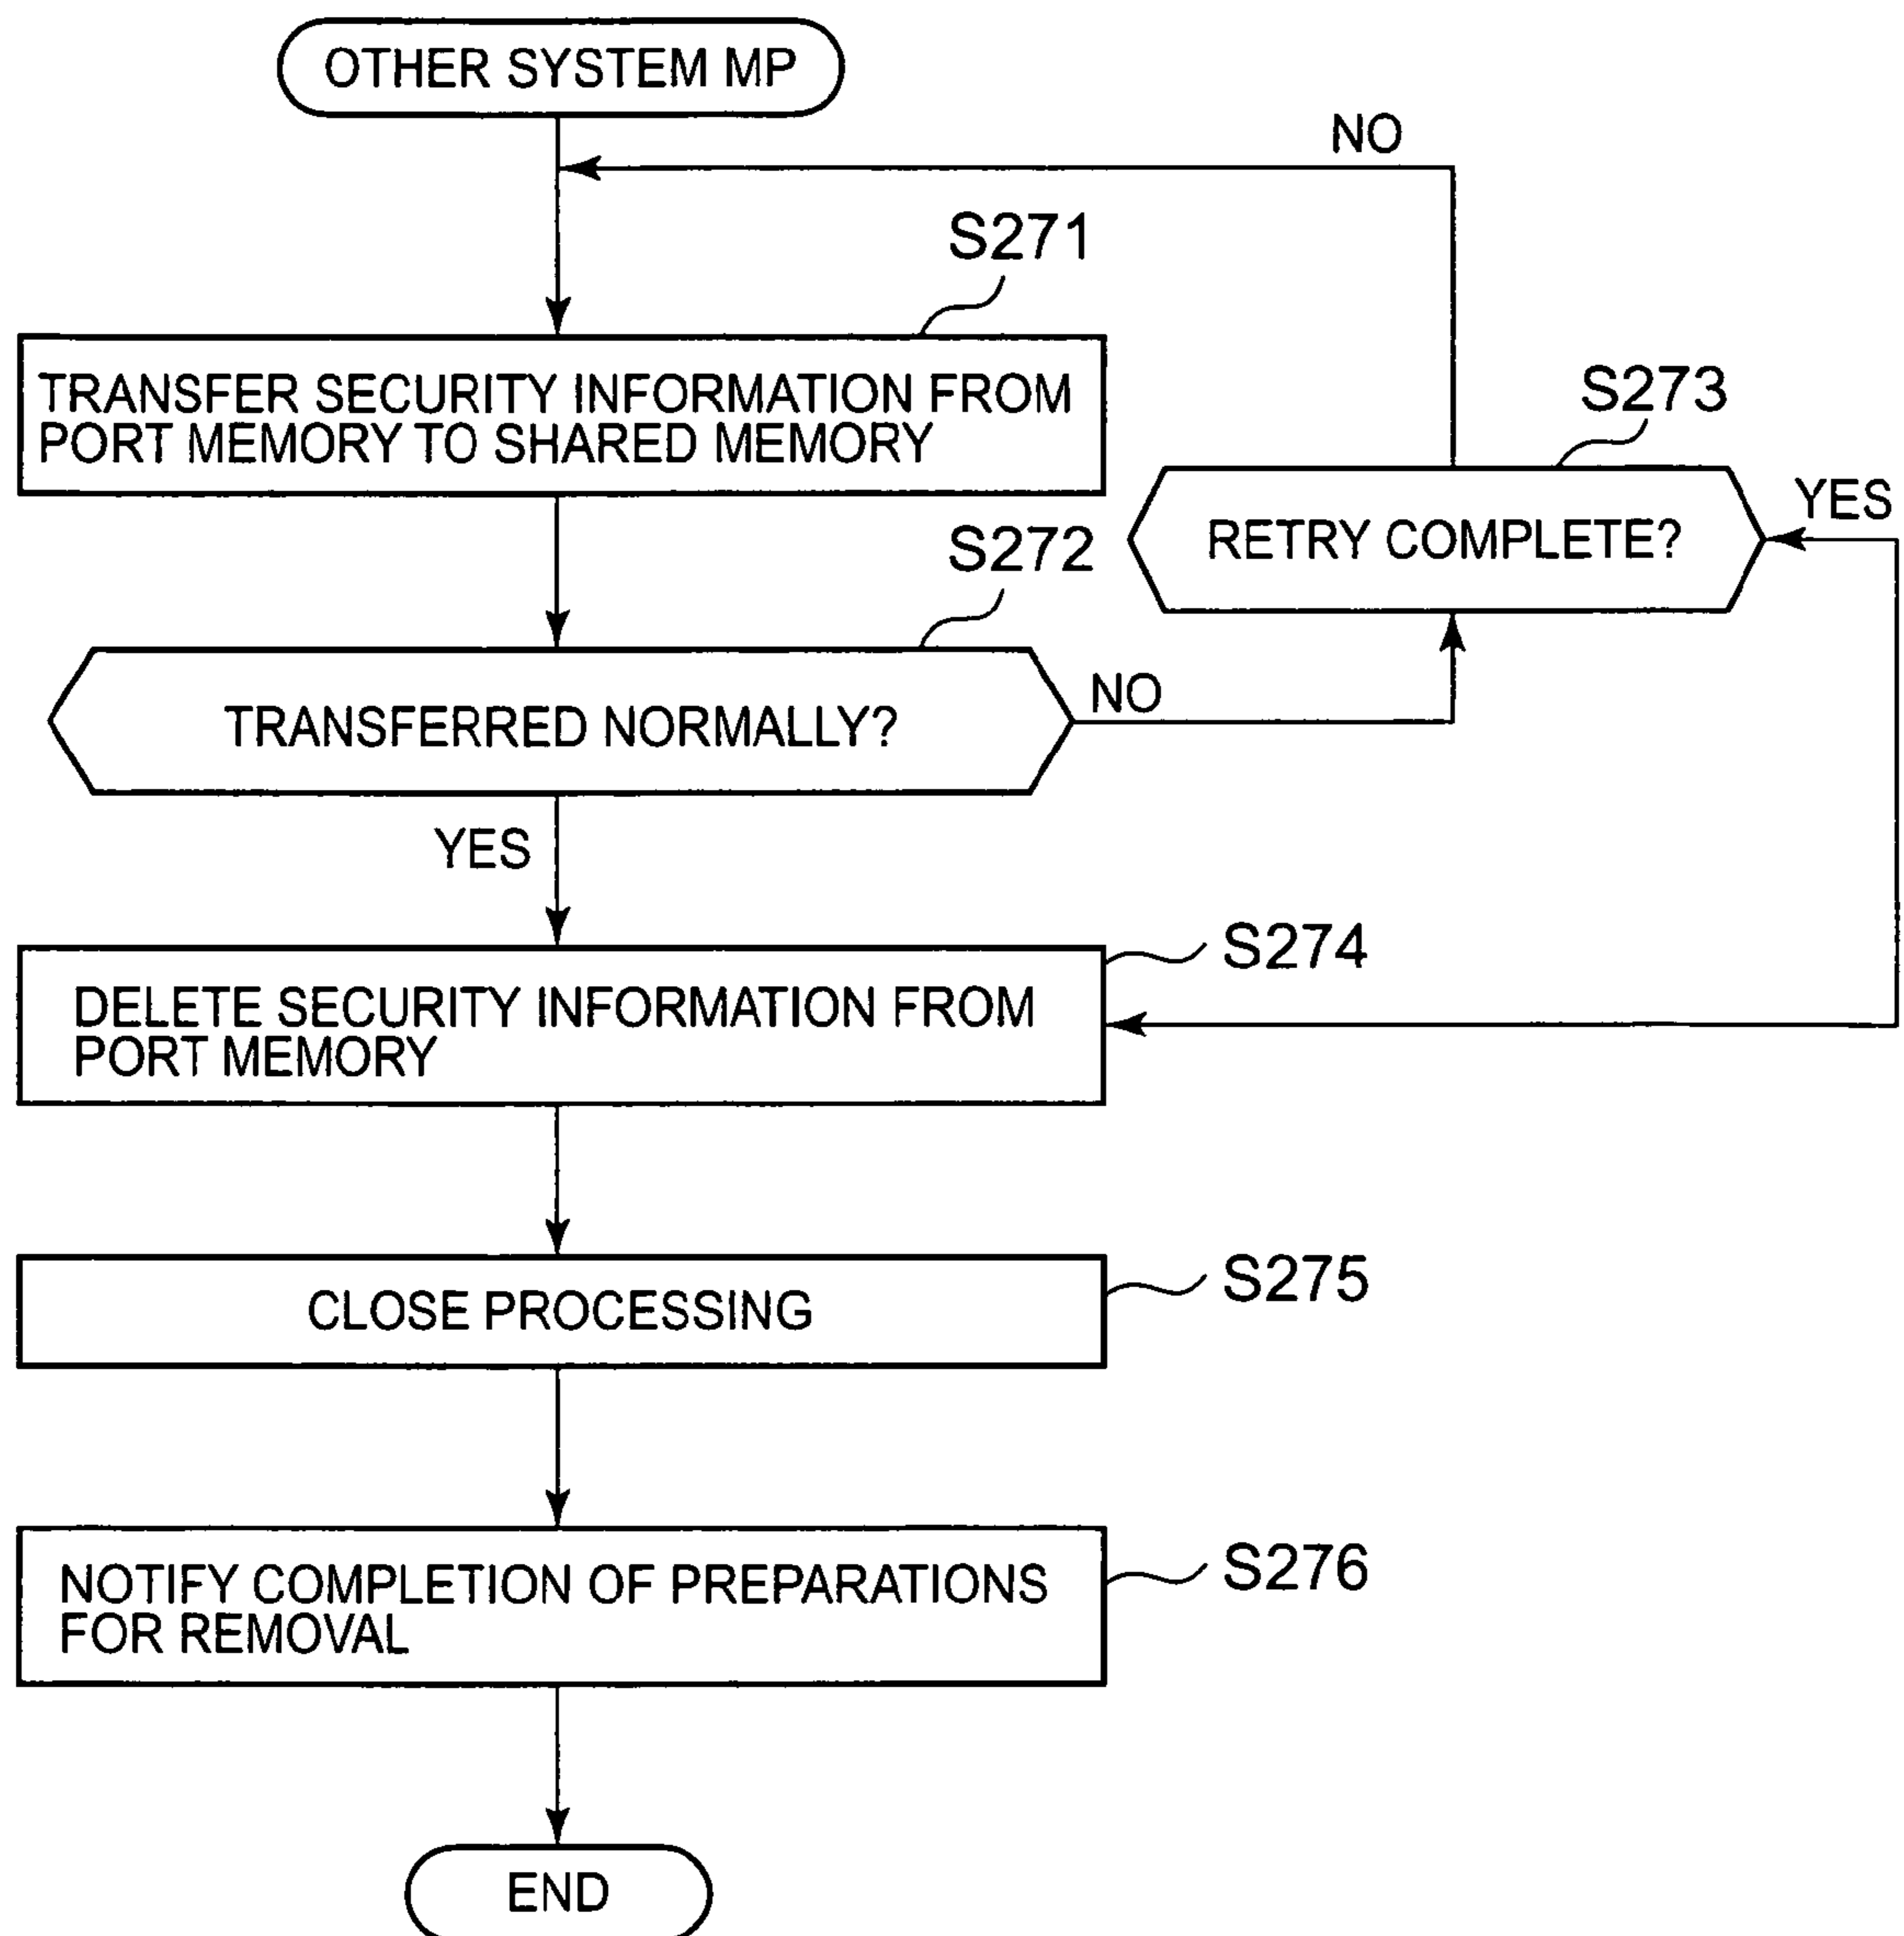 OTHER SYSTEM MP
NO
S271
TRANSFER SECURITY INFORMATION FROM
PORT MEMORY TO SHARED MEMORY
S273
RETRY COMPLETE?
YES
S272
TRANSFERRED NORMALLY?
NO
YES
S274
DELETE SECURITY INFORMATION FROM
PORT MEMORY
S275
CLOSE PROCESSING
S276
NOTIFY COMPLETION OF PREPARATIONS
FOR REMOVAL
END